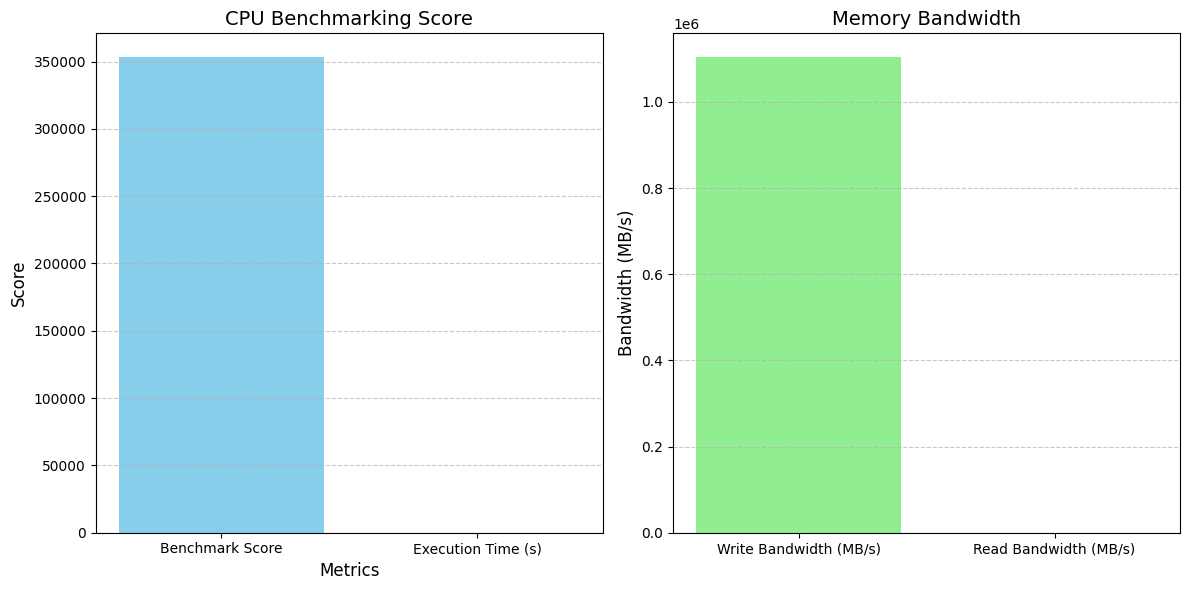 CPU Benchmarking Score
350000
300000
250000
200000
150000
100000
50000
0
Score
Benchmark Score
Execution Time (s)
Metrics
Memory Bandwidth
1e6
1.0
0.8
0.6
0.4
0.2
0.0
Bandwidth (MB/s)
Write Bandwidth (MB/s)
Read Bandwidth (MB/s)